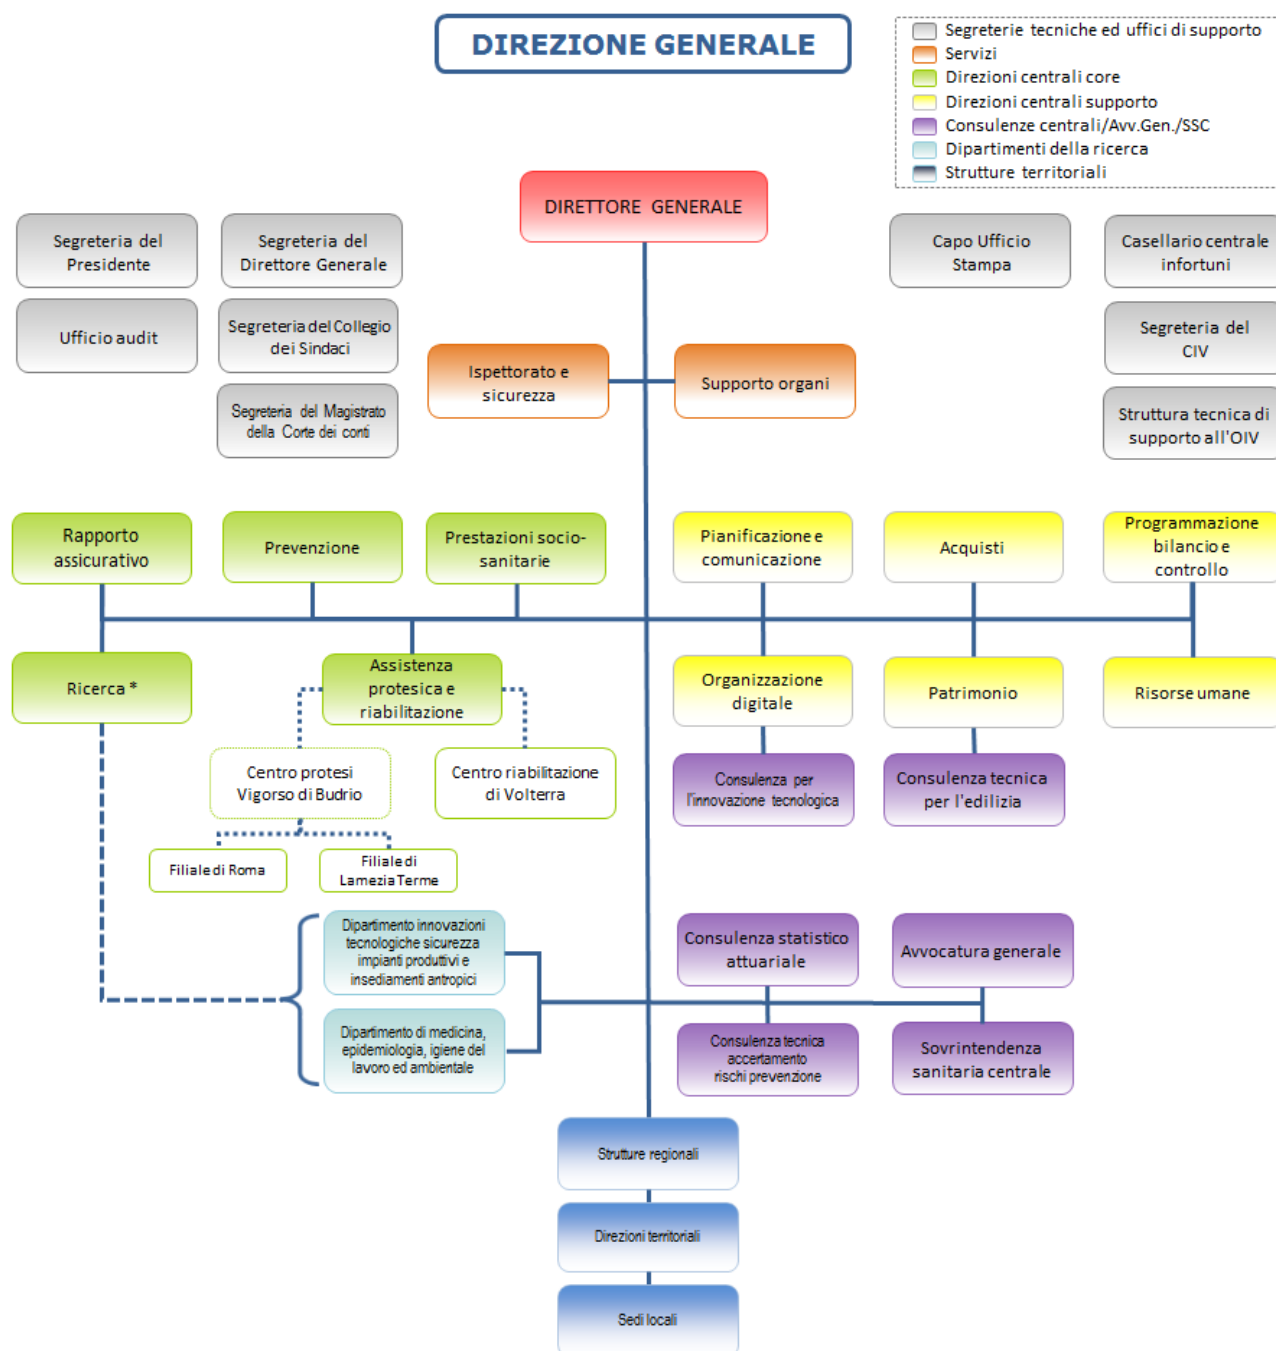 DIREZIONE GENERALE
Segreterie tecniche ed uffici di supporto
Servizi
Direzioni centrali core
Direzioni centrali supporto
Consulenze centrali/Avv.Gen./SSC
Dipartimenti della ricerca
Strutture territoriali
DIRETTORE GENERALE
Segreteria del
Presidente
Segreteria del
Direttore Generale
Capo Ufficio
Stampa
Casellario centrale
infortuni
Ufficio audit
Segreteria del Collegio
dei Sindaci
Segreteria del
CIV
Ispettorato e
sicurezza
Supporto organi
Segreteria del Magistrato
della Corte dei conti
Struttura tecnica di
supporto all'OIV
Rapporto
assicurativo
Prevenzione
Prestazioni socio-
sanitarie
Pianificazione e
comunicazione
Acquisti
Programmazione
bilancio e
controllo
Ricerca *
Assistenza
protesica e
riabilitazione
Organizzazione
digitale
Patrimonio
Risorse umane
Centro protesi
Vigorso di Budrio
Centro riabilitazione
di Volterra
Consulenza per
l'innovazione tecnologica
Consulenza tecnica
per l'edilizia
Filiale di Roma
Filiale di
Lamezia Terme
Dipartimento innovazioni
tecnologiche sicurezza
impianti produttivi e
insediamenti antropici
Consulenza statistico
attuariale
Avvocatura generale
Dipartimento di medicina,
epidemiologia, igiene del
lavoro ed ambientale
Consulenza tecnica
accertamento
rischi prevenzione
Sovrintendenza
sanitaria centrale
Strutture regionali
Direzioni territoriali
Sedi locali